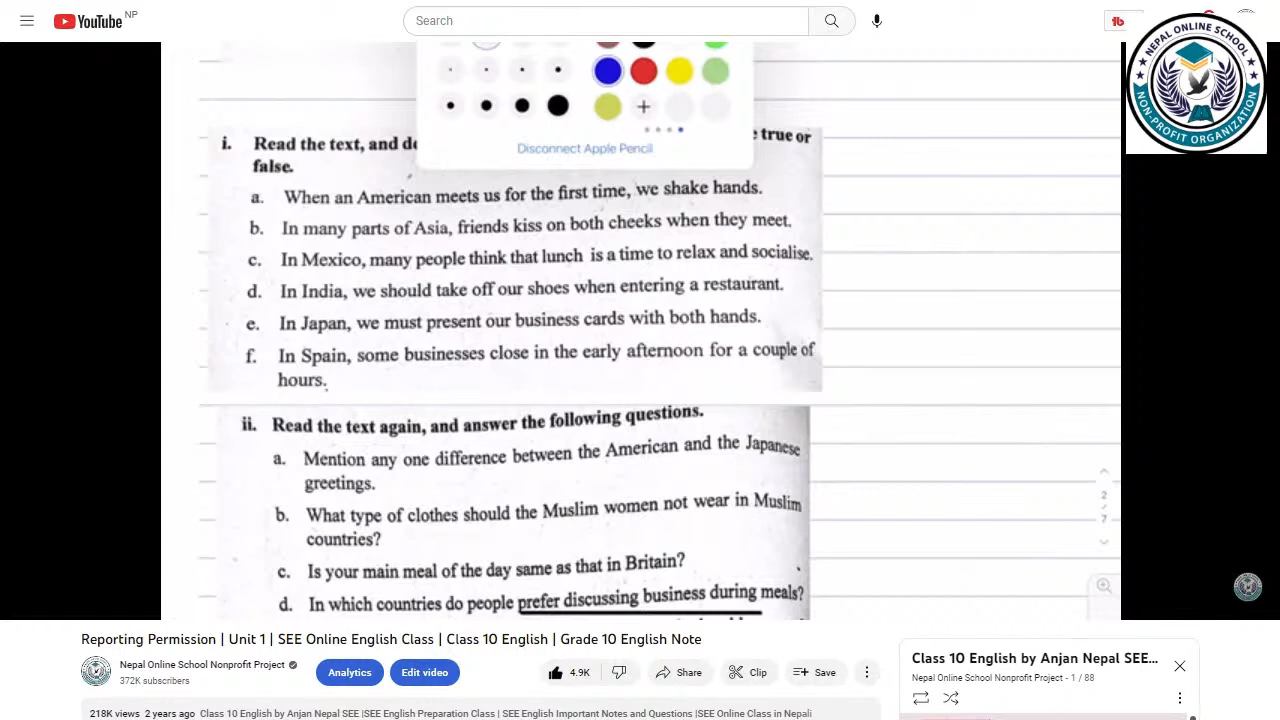 YouTube NP
Search
NEPAL ONLINE SCHOOL
NON-PROFIT ORGANIZATION
Disconnect Apple Pencil
i. Read the text, and de true or
false.
a. When an American meets us for the first time, we shake hands.
b. In many parts of Asia, friends kiss on both cheeks when they meet.
c. In Mexico, many people think that lunch is a time to relax and socialise.
d. In India, we should take off our shoes when entering a restaurant.
e. In Japan, we must present our business cards with both hands.
f. In Spain, some businesses close in the early afternoon for a couple of
hours.
ii. Read the text again, and answer the following questions.
a. Mention any one difference between the American and the Japanese
greetings.
b. What type of clothes should the Muslim women not wear in Muslim
countries?
c. Is your main meal of the day same as that in Britain?
d. In which countries do people prefer discussing business during meals?
2
/
7
Reporting Permission | Unit 1 | SEE Online English Class | Class 10 English | Grade 10 English Note
Nepal Online School Nonprofit Project
372K subscribers
Analytics
Edit video
4.9K
Share
Clip
Save
218K views 2 years ago Class 10 English by Anjan Nepal SEE |SEE English Preparation Class | SEE English Important Notes and Questions |SEE Online Class in Nepali
Class 10 English by Anjan Nepal SEE...
Nepal Online School Nonprofit Project - 1 / 88